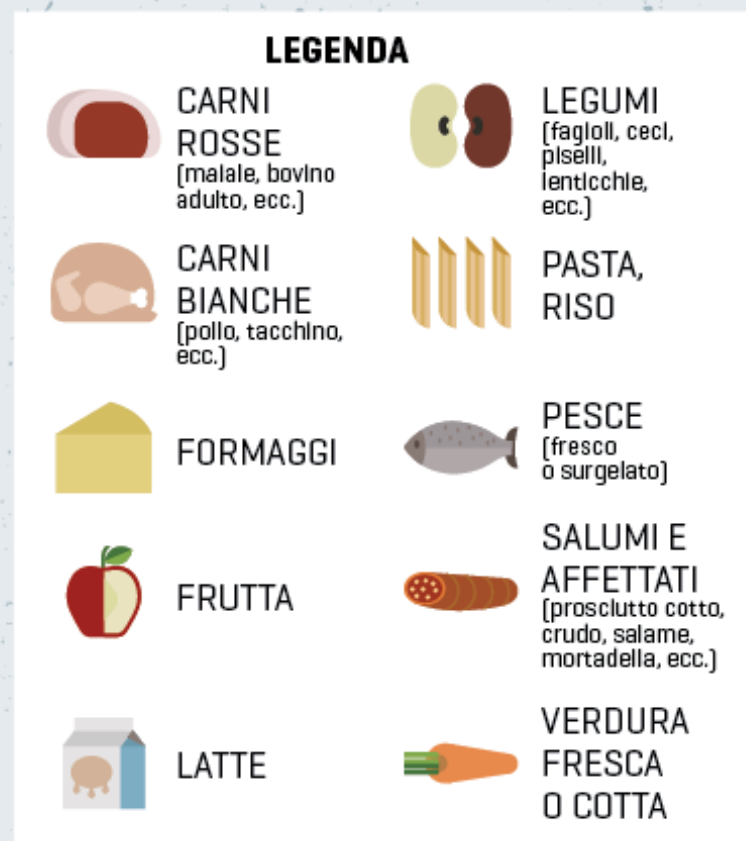 LEGENDA
CARNI
ROSSE
(maiale, bovino
adulto, ecc.)
CARNI
BIANCHE
(pollo, tacchino,
ecc.)
FORMAGGI
FRUTTA
LATTE
LEGUMI
(fagioli, ceci,
piselli,
lenticchie,
ecc.)
PASTA,
RISO
PESCE
(fresco
o surgelato)
SALUMI E
AFFETTATI
(prosciutto cotto,
crudo, salame,
mortadella, ecc.)
VERDURA
FRESCA
O COTTA